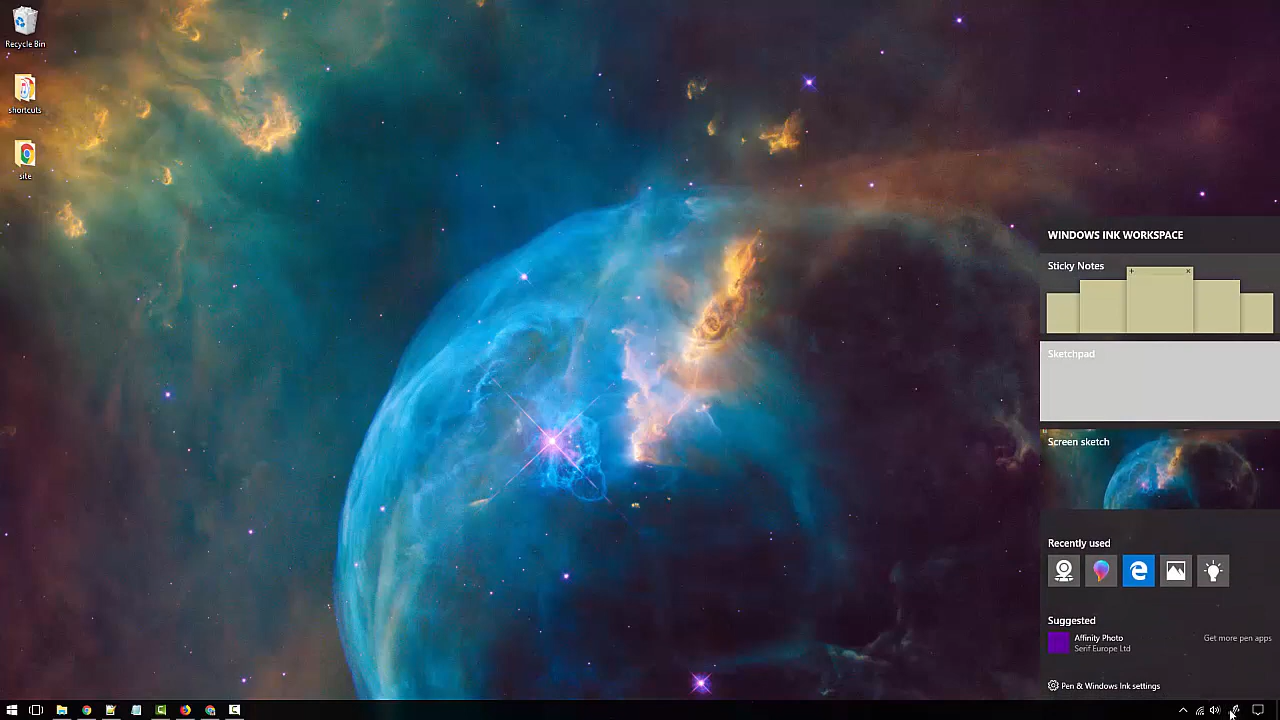 Recycle Bin
shortcuts
site
WINDOWS INK WORKSPACE
Sticky Notes
Sketchpad
Screen sketch
Recently used
Suggested
Affinity Photo
Serif Europe Ltd
Get more pen apps
Pen & Windows Ink settings